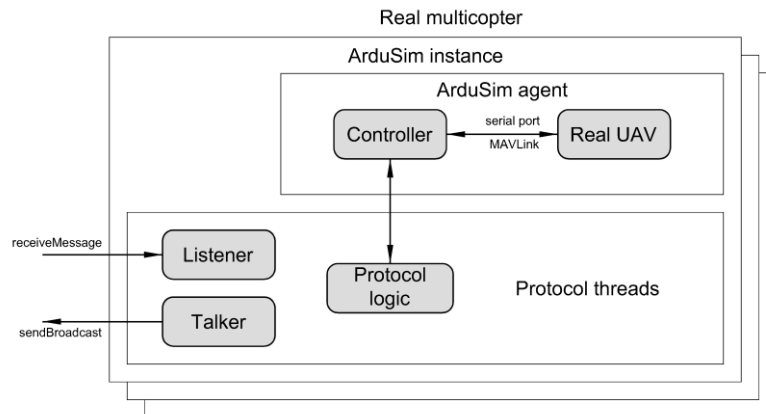 Real multicopter
ArduSim instance
ArduSim agent
Controller
serial port
MAVLink
Real UAV
receiveMessage
Listener
Protocol
logic
Protocol threads
Talker
sendBroadcast